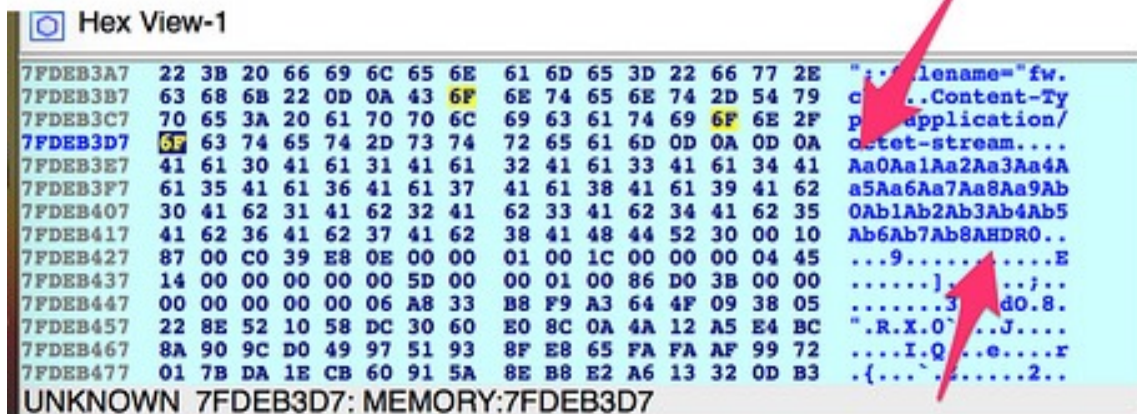 Hex View-1
7FDEB3A7 22 3B 20 66 69 6C 65 6E 61 6D 65 3D 22 66 77 2E ";·lename="fw.
7FDEB3B7 63 68 6B 22 0D 0A 43 6F 6E 74 65 6E 74 2D 54 79 c..Content-Ty
7FDEB3C7 70 65 3A 20 61 70 70 6C 69 63 61 74 69 6F 6E 2F p application/
7FDEB3D7 6F 63 74 65 74 2D 73 74 72 65 61 6D 0D 0A 0D 0A octet-stream....
7FDEB3E7 41 61 30 41 61 31 41 61 32 41 61 33 41 61 34 41 Aa0Aa1Aa2Aa3Aa4A
7FDEB3F7 61 35 41 61 36 41 61 37 41 61 38 41 61 39 41 62 a5Aa6Aa7Aa8Aa9Ab
7FDEB407 30 41 62 31 41 62 32 41 62 33 41 62 34 41 62 35 0Ab1Ab2Ab3Ab4Ab5
7FDEB417 41 62 36 41 62 37 41 62 38 41 48 44 52 30 00 10 Ab6Ab7Ab8AHDR0..
7FDEB427 87 00 C0 39 E8 0E 00 00 01 00 1C 00 00 00 04 45 ...9...........E
7FDEB437 14 00 00 00 00 00 5D 00 00 01 00 86 D0 3B 00 00 ......].....;..
7FDEB447 00 00 00 00 00 06 A8 33 B8 F9 A3 64 4F 09 38 05 .......3 dO.8.
7FDEB457 22 8E 52 10 58 DC 30 60 E0 8C 0A 4A 12 A5 E4 BC ".R.X.0`..J....
7FDEB467 8A 90 9C D0 49 97 51 93 8F E8 65 FA FA AF 99 72 ....I.Q..e....r
7FDEB477 01 7B DA 1E CB 60 91 5A 8E B8 E2 A6 13 32 0D B3 .{...`.....2..
UNKNOWN 7FDEB3D7: MEMORY:7FDEB3D7